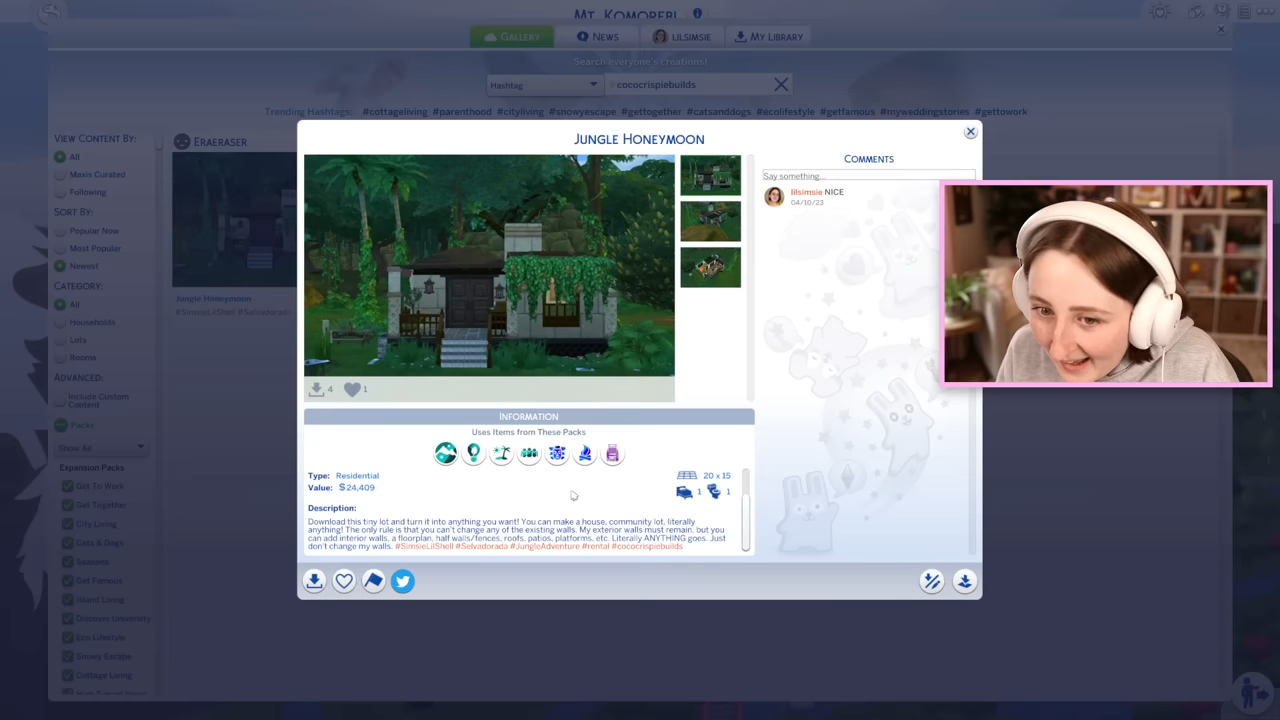 Mt. Komorebi
Gallery
News
lilsimsie
My Library
Search everyone's creations!
Hashtag
cococrispiebuilds
Trending Hashtags: #cottageliving #parenthood #cityliving #snowyescape #gettogether #catsanddogs #ecolifestyle #getfamous #myweddingstories #gettowork
View Content By:
All
Maxis Curated
Following
Sort By:
Popular Now
Most Popular
Newest
Category:
All
Households
Lots
Rooms
Advanced:
Include Custom
Content
Packs
Show All
Expansion Packs
Get To Work
Get Together
City Living
Cats & Dogs
Seasons
Get Famous
Island Living
Discover University
Eco Lifestyle
Snowy Escape
Cottage Living
Eraeraser
Jungle Honeymoon
#SimsieLilShell #Selvadorada
Jungle Honeymoon
4
1
Information
Uses Items from These Packs
Type: Residential
Value: $24,409
20 x 15
1
1
Description:
Download this tiny lot and turn it into anything you want! You can make a house, community lot, literally
anything! The only rule is that you can't change any of the existing walls. My exterior walls must remain, but you
can add interior walls, a floorplan, half walls/fences, roofs, patios, platforms, etc. Literally ANYTHING goes. Just
don't change my walls. #SimsieLilShell #Selvadorada #JungleAdventure #rental #cococrispiebuilds
Comments
Say something...
lilsimsie NICE
04/10/23